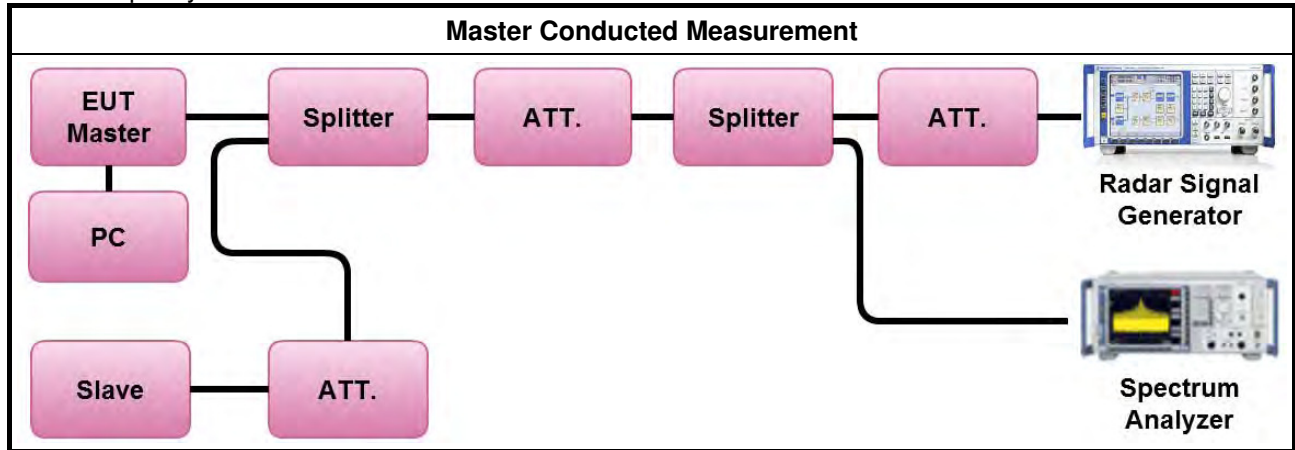 Master Conducted Measurement
EUT
Master
Splitter
ATT.
Splitter
ATT.
Radar Signal
Generator
PC
Slave
ATT.
Spectrum
Analyzer